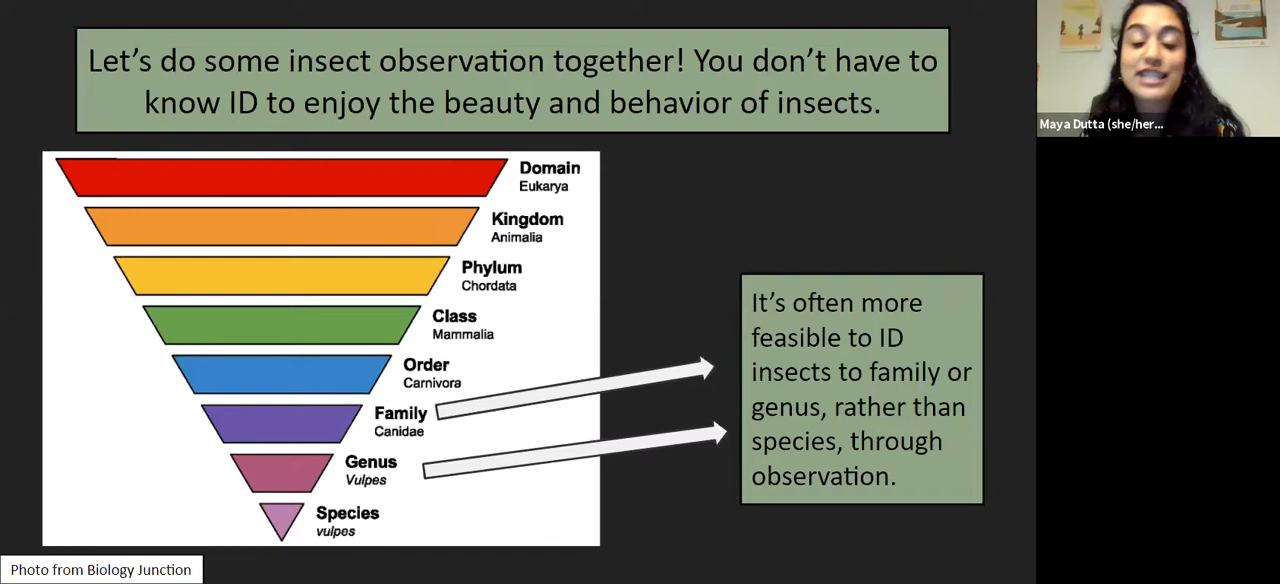 Let's do some insect observation together! You don't have to
know ID to enjoy the beauty and behavior of insects.
Maya Dutta (she/her...
Domain
Eukarya
Kingdom
Animalia
Phylum
Chordata
Class
Mammalia
Order
Carnivora
Family
Canidae
Genus
Vulpes
Species
vulpes
It's often more
feasible to ID
insects to family or
genus, rather than
species, through
observation.
Photo from Biology Junction